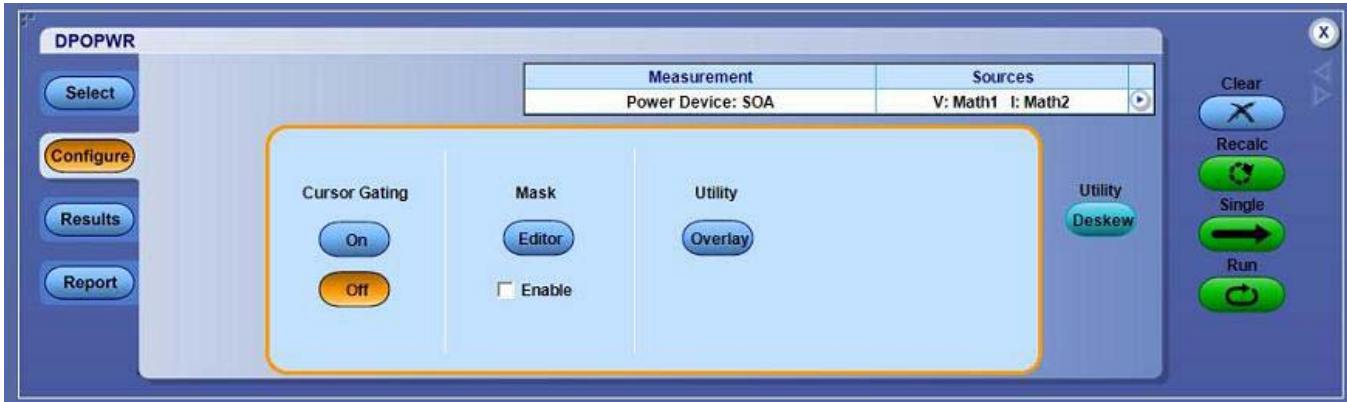 DPOPWR
Select
Configure
Results
Report
Measurement Sources
Power Device: SOA V: Math1 I: Math2
Cursor Gating
On
Off
Mask
Editor
Enable
Utility
Overlay
Utility
Deskew
X
Clear
Recalc
Single
Run